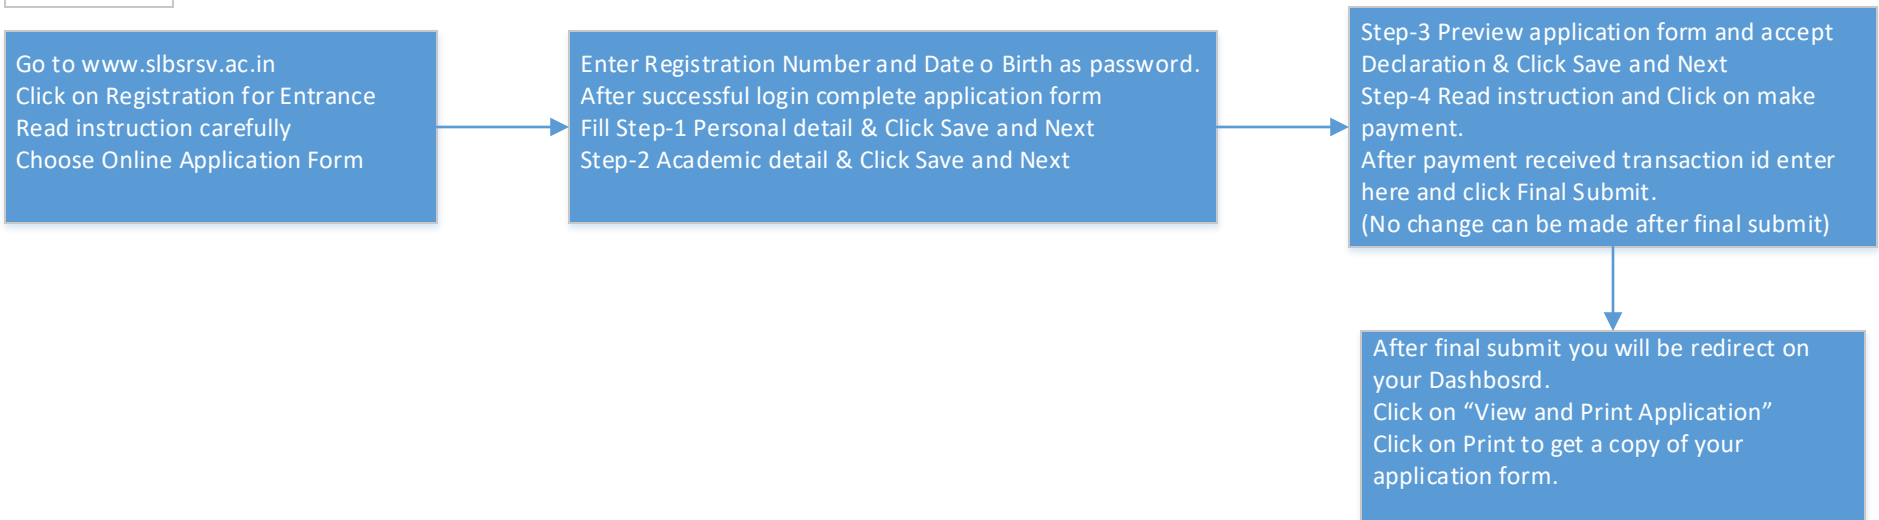 Go to www.slbsrsv.ac.in
Click on Registration for Entrance
Read instruction carefully
Choose Online Application Form
Enter Registration Number and Date o Birth as password.
After successful login complete application form
Fill Step-1 Personal detail & Click Save and Next
Step-2 Academic detail & Click Save and Next
Step-3 Preview application form and accept
Declaration & Click Save and Next
Step-4 Read instruction and Click on make
payment.
After payment received transaction id enter
here and click Final Submit.
(No change can be made after final submit)
After final submit you will be redirect on
your Dashbosrd.
Click on “View and Print Application”
Click on Print to get a copy of your
application form.